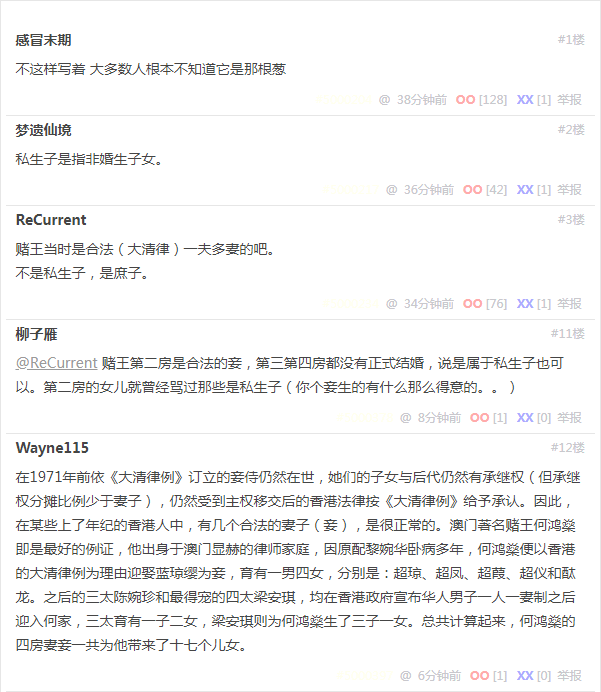 感冒末期 #1楼
不这样写着 大多数人根本不知道它是那根葱
@ 38分钟前 OO [128] XX [1] 举报
梦遗仙境 #2楼
私生子是指非婚生子女。
@ 36分钟前 OO [42] XX [1] 举报
ReCurrent #3楼
赌王当时是合法（大清律）一夫多妻的吧。
不是私生子，是庶子。
@ 34分钟前 OO [76] XX [1] 举报
柳子雁 #11楼
@ReCurrent 赌王第二房是合法的妾，第三第四房都没有正式结婚，说是属于私生子也可
以。第二房的女儿就曾经骂过那些是私生子（你个妾生的有什么那么得意的。。）
@ 8分钟前 OO [1] XX [0] 举报
Wayne115 #12楼
在1971年前依《大清律例》订立的妾侍仍然在世，她们的子女与后代仍然有承继权（但承继
权分摊比例少于妻子），仍然受到主权移交后的香港法律按《大清律例》给予承认。因此，
在某些上了年纪的香港人中，有几个合法的妻子（妾），是很正常的。澳门著名赌王何鸿燊
即是最好的例证，他出身于澳门显赫的律师家庭，因原配黎婉华卧病多年，何鸿燊便以香港
的大清律例为理由迎娶蓝琼缨为妾，育有一男四女，分别是：超琼、超凤、超蕸、超仪和猷
龙。之后的三太陈婉珍和最得宠的四太梁安琪，均在香港政府宣布华人男子一人一妻制之后
迎入何家，三太育有一子二女，梁安琪则为何鸿燊生了三子一女。总共计算起来，何鸿燊的
四房妻妾一共为他带来了十七个儿女。
@ 6分钟前 OO [1] XX [0] 举报